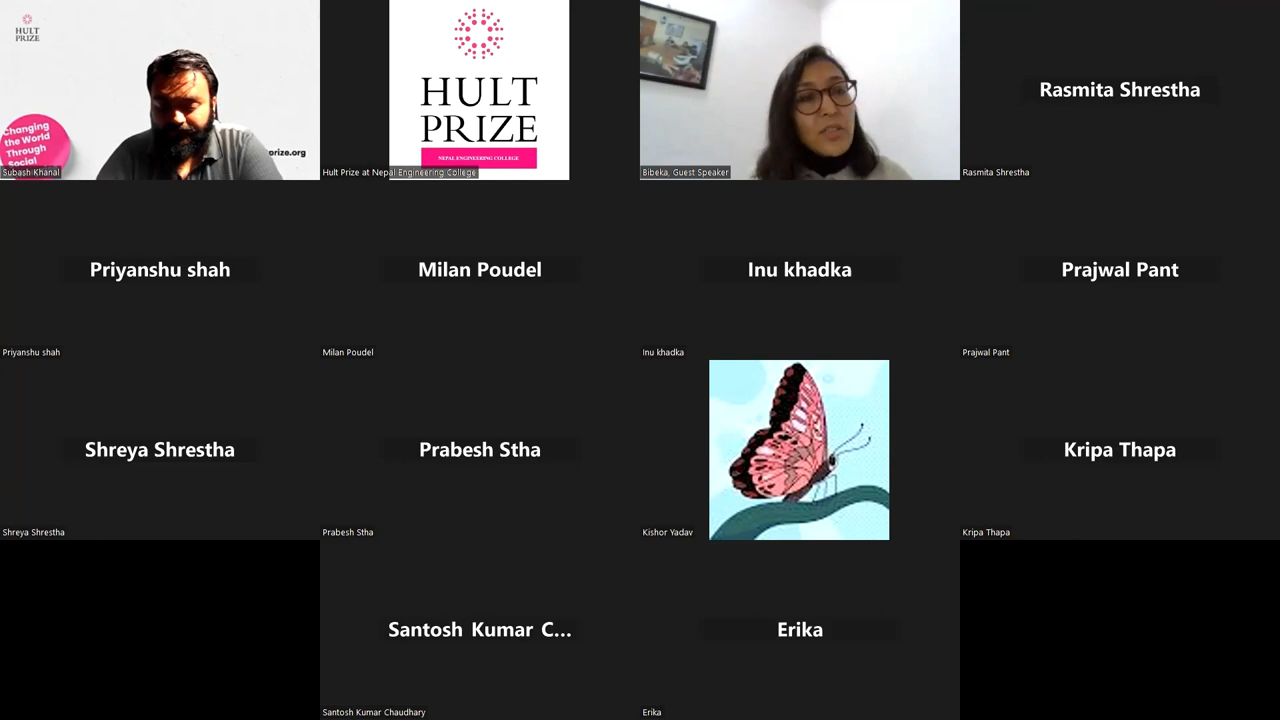 HULT
PRIZE
Changing
the World
Through
Social
prize.org
Subash Khanal
HULT
PRIZE
NEPAL ENGINEERING COLLEGE
Hult Prize at Nepal Engineering College
Bibeka, Guest Speaker
Rasmita Shrestha
Rasmita Shrestha
Priyanshu shah
Priyanshu shah
Milan Poudel
Milan Poudel
Inu khadka
Inu khadka
Prajwal Pant
Prajwal Pant
Shreya Shrestha
Shreya Shrestha
Prabesh Stha
Prabesh Stha
Kishor Yadav
Kripa Thapa
Kripa Thapa
Santosh Kumar C...
Santosh Kumar Chaudhary
Erika
Erika